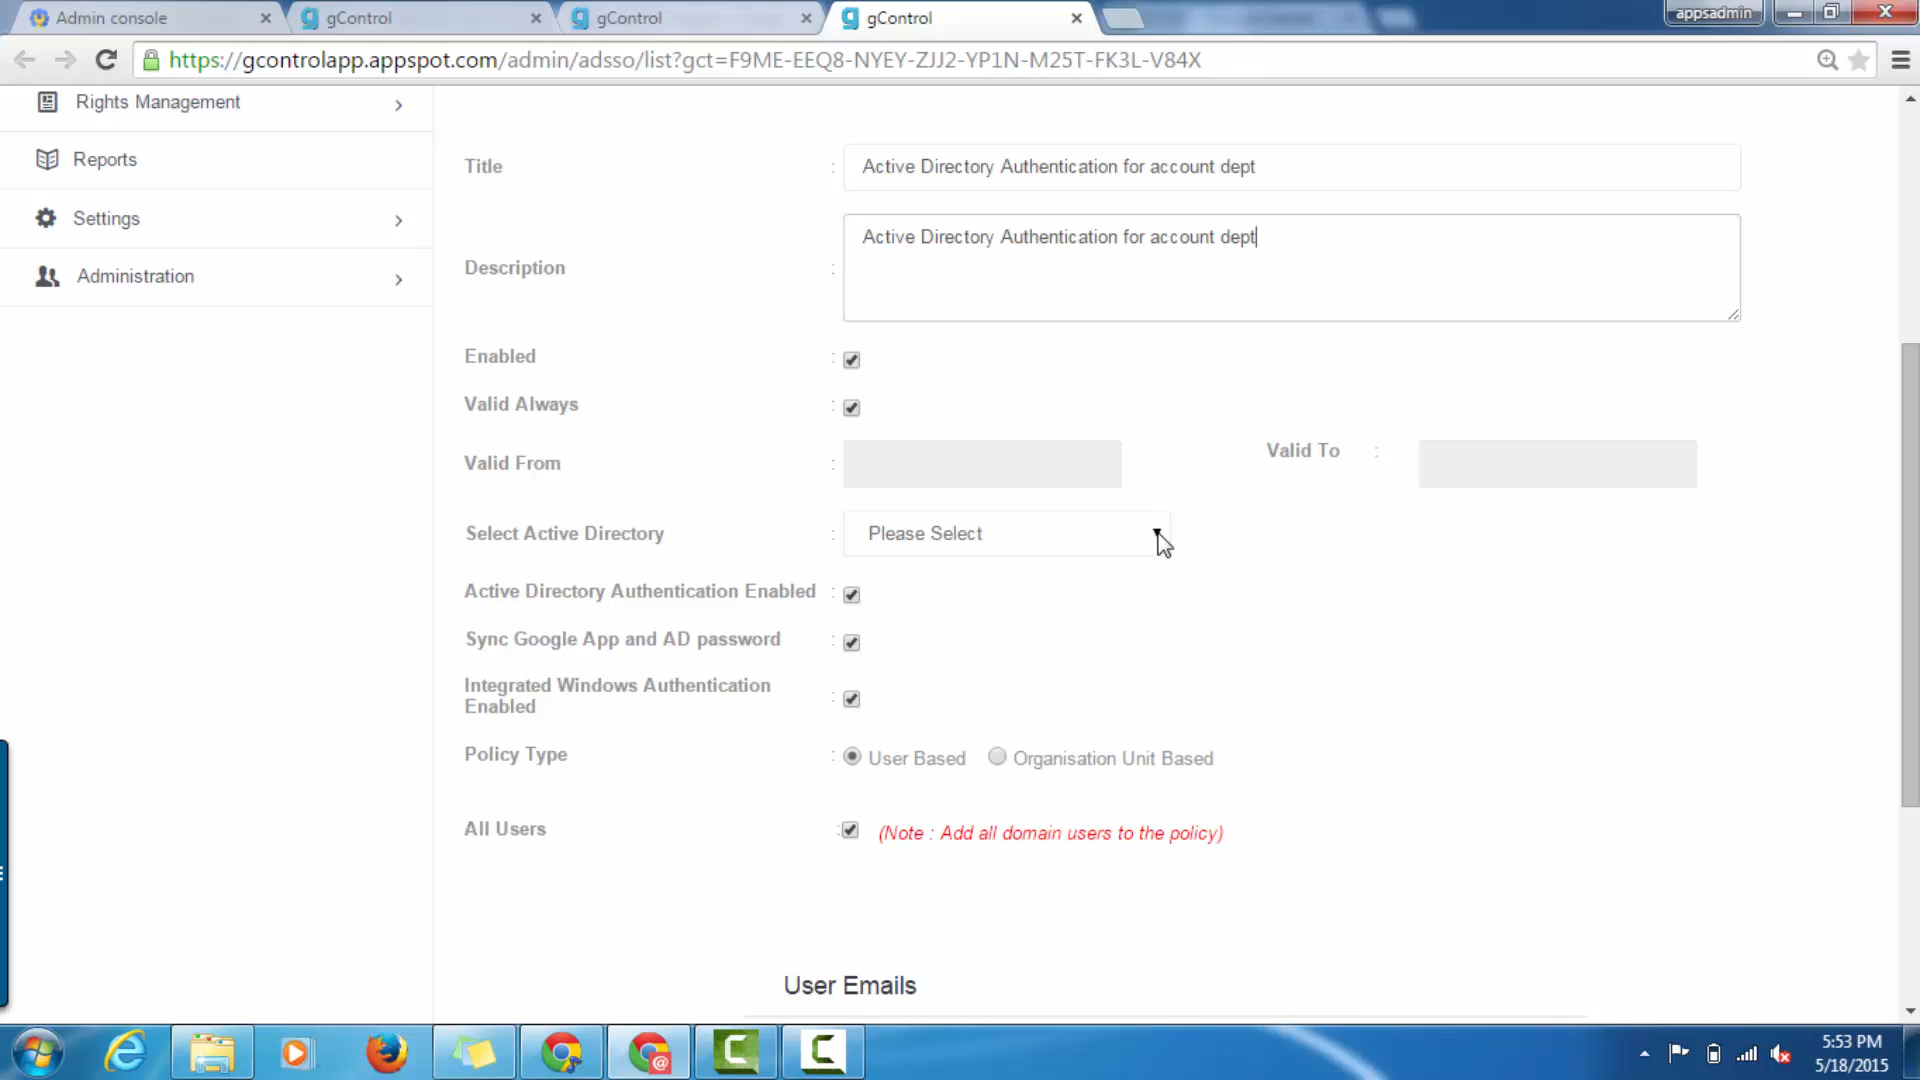 Admin console
gControl
gControl
gControl
appsadmin
https://gcontrolapp.appspot.com/admin/adsso/list?gct=F9ME-EEQ8-NYEY-ZJJ2-YP1N-M25T-FK3L-V84X
Rights Management
Reports
Settings
Administration
Title : Active Directory Authentication for account dept
Description : Active Directory Authentication for account dept
Enabled :
Valid Always :
Valid From : Valid To :
Select Active Directory : Please Select
Active Directory Authentication Enabled :
Sync Google App and AD password :
Integrated Windows Authentication
Enabled :
Policy Type : User Based Organisation Unit Based
All Users : (Note : Add all domain users to the policy)
User Emails
5:53 PM
5/18/2015